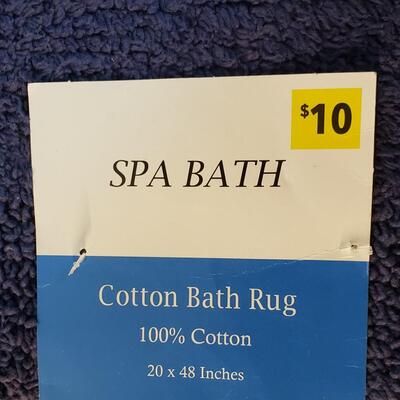 $10
SPA BATH
Cotton Bath Rug
100% Cotton
20 x 48 Inches